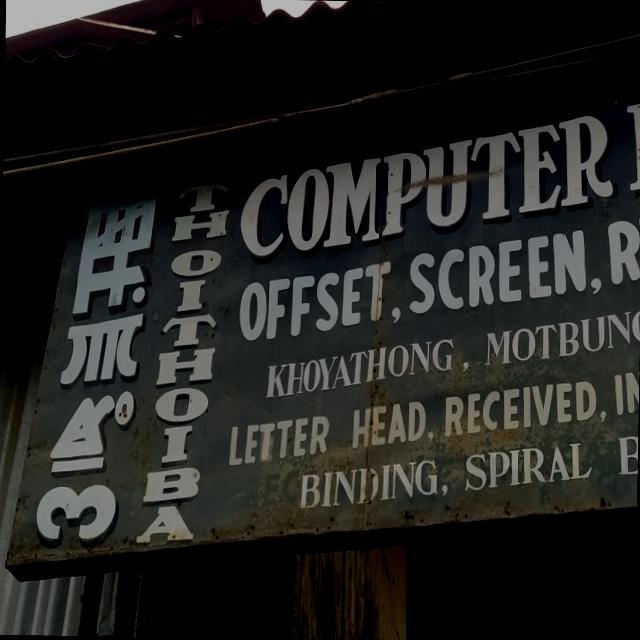 THOITHOIBA
COMPUTER
OFFSET, SCREEN,
KHOYATHONG, MOTBUNG
LETTER HEAD, RECEIVED,
BINDING, SPIRAL